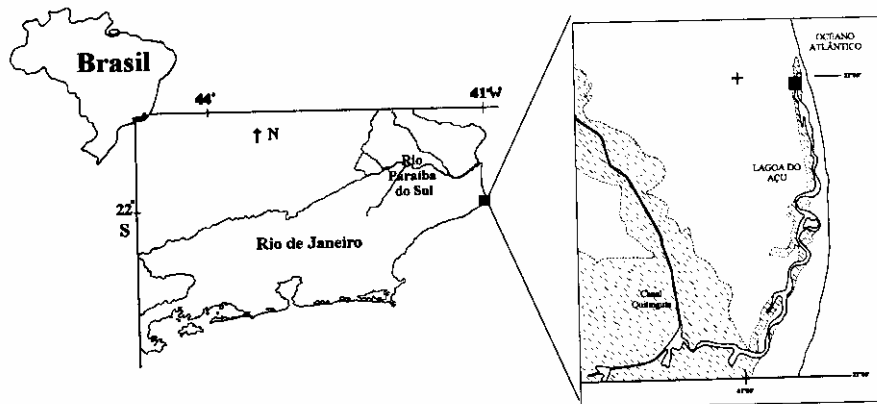 Brasil
44°
41°W
↑ N
Rio
Paraíba
do Sul
22°
S
Rio de Janeiro
OCEANO
ATLÂNTICO
LAGOA DO
AÇU
Canal
Quitingute